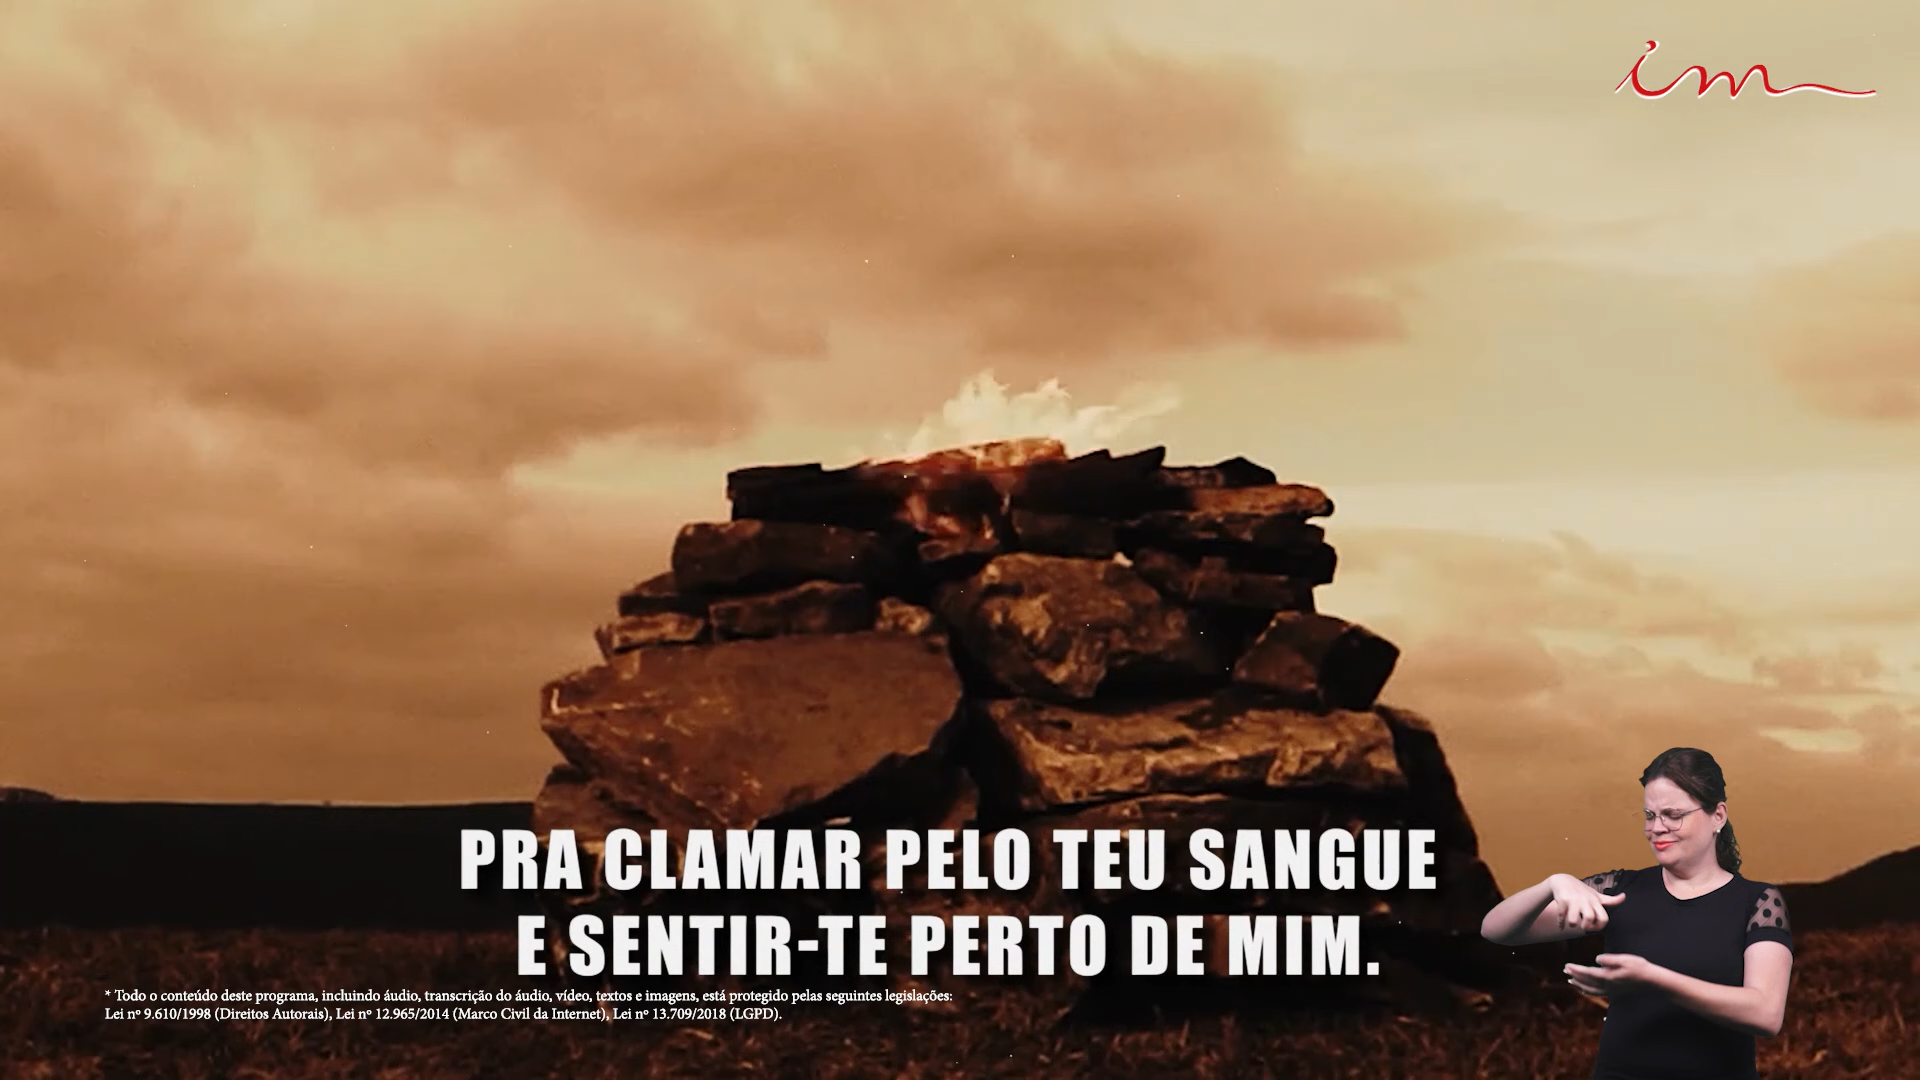 im
PRA CLAMAR PELO TEU SANGUE
E SENTIR-TE PERTO DE MIM.
* Todo o conteúdo deste programa, incluindo áudio, transcrição do áudio, vídeo, textos e imagens, está protegido pelas seguintes legislações:
Lei nº 9.610/1998 (Direitos Autorais), Lei nº 12.965/2014 (Marco Civil da Internet), Lei nº 13.709/2018 (LGPD).